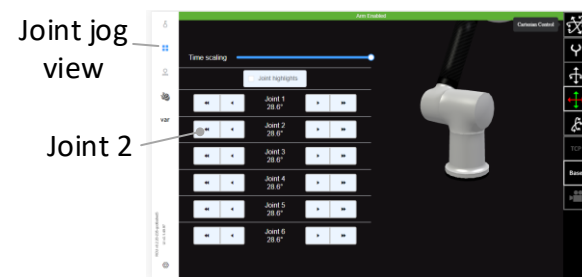 Arm Enabled
Joint jog
view
Cameras Control
Time scaling
Joint highlights
Joint 1
28.6°
var
Joint 2
28.6°
Joint 2
Joint 3
28.6°
TCP
Joint 4
28.6°
Base
Joint 5
28.6°
Joint 6
28.6°